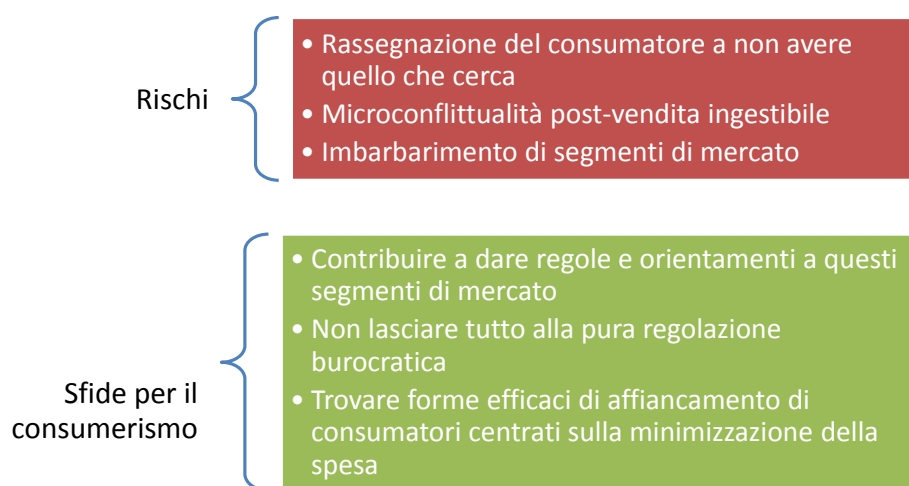 Rischi
• Rassegnazione del consumatore a non avere
quello che cerca
• Microconflittualità post-vendita ingestibile
• Imbarbarimento di segmenti di mercato
Sfide per il
consumerismo
• Contribuire a dare regole e orientamenti a questi
segmenti di mercato
• Non lasciare tutto alla pura regolazione
burocratica
• Trovare forme efficaci di affiancamento di
consumatori centrati sulla minimizzazione della
spesa